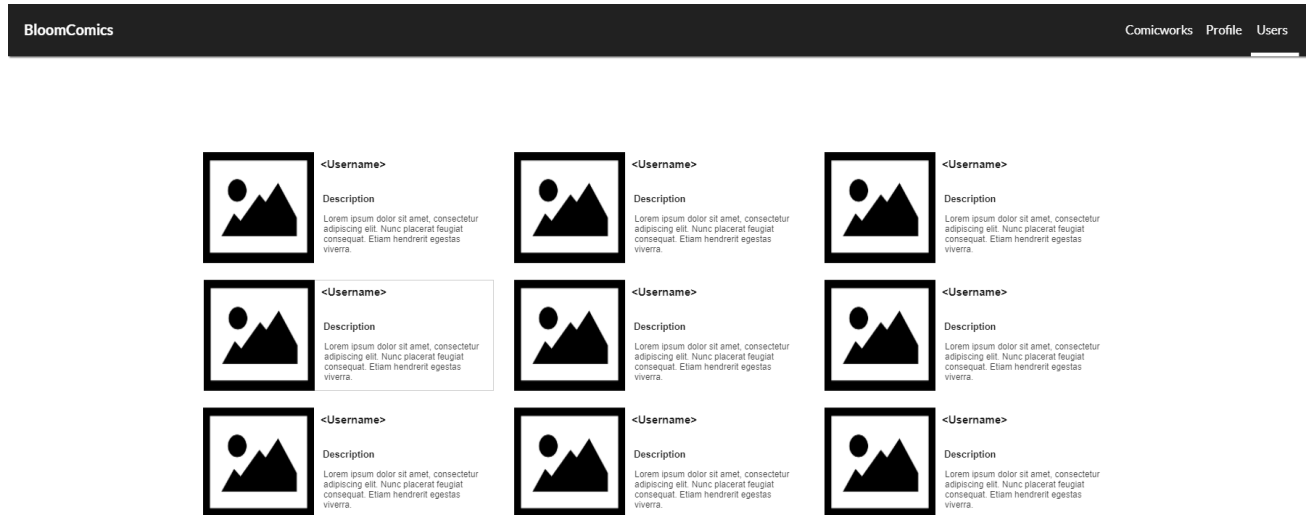 BloomComics
Comicworks Profile Users
<Username>
Description
Lorem ipsum dolor sit amet, consectetur
adipiscing elit. Nunc placerat feugiat
consequat. Etiam hendrerit egestas
viverra.
<Username>
Description
Lorem ipsum dolor sit amet, consectetur
adipiscing elit. Nunc placerat feugiat
consequat. Etiam hendrerit egestas
viverra.
<Username>
Description
Lorem ipsum dolor sit amet, consectetur
adipiscing elit. Nunc placerat feugiat
consequat. Etiam hendrerit egestas
viverra.
<Username>
Description
Lorem ipsum dolor sit amet, consectetur
adipiscing elit. Nunc placerat feugiat
consequat. Etiam hendrerit egestas
viverra.
<Username>
Description
Lorem ipsum dolor sit amet, consectetur
adipiscing elit. Nunc placerat feugiat
consequat. Etiam hendrerit egestas
viverra.
<Username>
Description
Lorem ipsum dolor sit amet, consectetur
adipiscing elit. Nunc placerat feugiat
consequat. Etiam hendrerit egestas
viverra.
<Username>
Description
Lorem ipsum dolor sit amet, consectetur
adipiscing elit. Nunc placerat feugiat
consequat. Etiam hendrerit egestas
viverra.
<Username>
Description
Lorem ipsum dolor sit amet, consectetur
adipiscing elit. Nunc placerat feugiat
consequat. Etiam hendrerit egestas
viverra.
<Username>
Description
Lorem ipsum dolor sit amet, consectetur
adipiscing elit. Nunc placerat feugiat
consequat. Etiam hendrerit egestas
viverra.